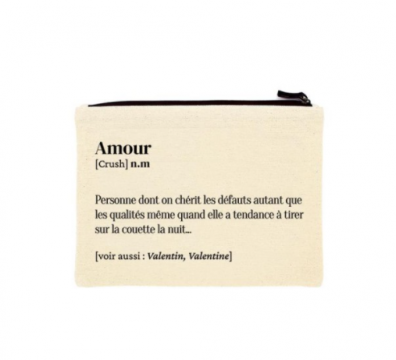 Amour
[Crush] n.m
Personne dont on chérit les défauts autant que
les qualités même quand elle a tendance à tirer
sur la couette la nuit...
[voir aussi : Valentin, Valentine]